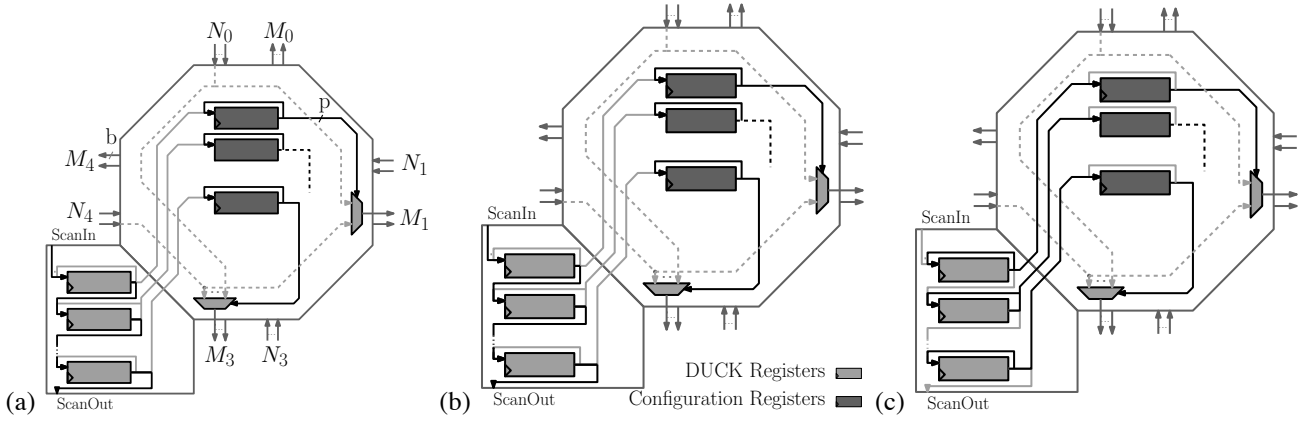 N₀ M₀
p
b
M₄
N₁
N₄
M₁
ScanIn
ScanIn
ScanIn
M₃ N₃
DUCK Registers
(a)
ScanOut
(b)
ScanOut
Configuration Registers
(c)
ScanOut